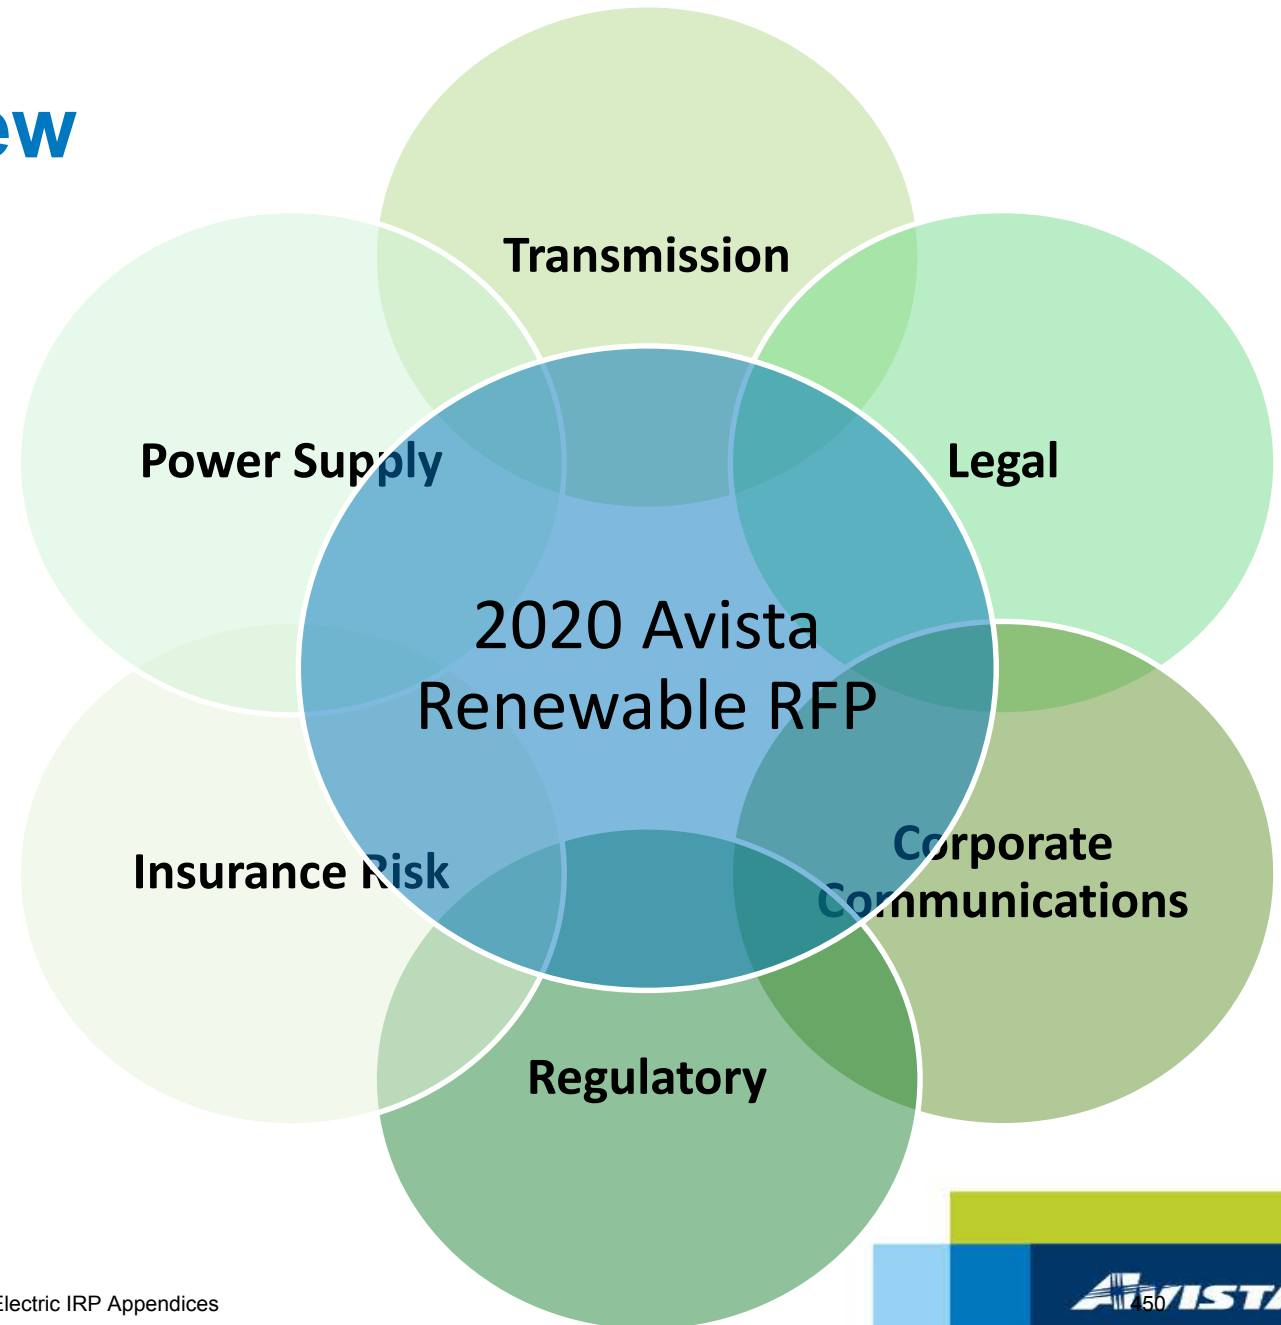 ew
Transmission
Power Supply
Legal
2020 Avista
Renewable RFP
Insurance Risk
Corporate
Communications
Regulatory
Electric IRP Appendices
450
AVISTA